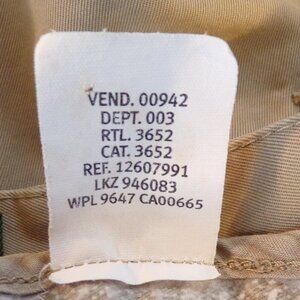 VEND. 00942
DEPT. 003
RTL. 3652
CAT. 3652
REF. 12607991
LKZ 946083
WPL 9647 CA00665